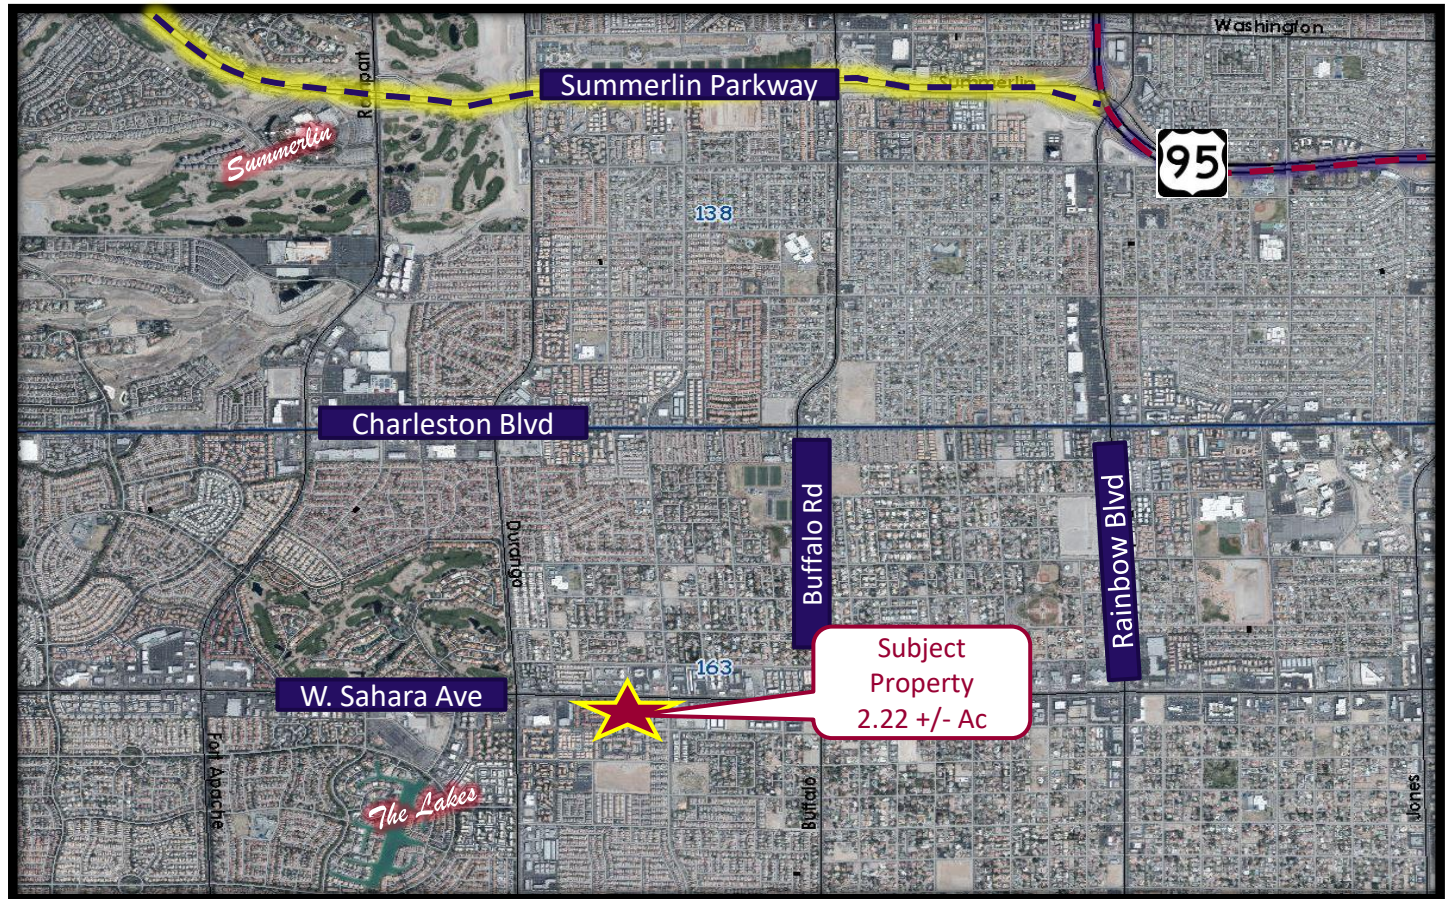 Washington
Rampart
Summerlin Parkway
Summerlin
Summerlin
95
138
Charleston Blvd
Durango
Buffalo Rd
Rainbow Blvd
163
Subject
Property
2.22 +/- Ac
W. Sahara Ave
Fort Apache
The Lakes
Buffalo
Jones